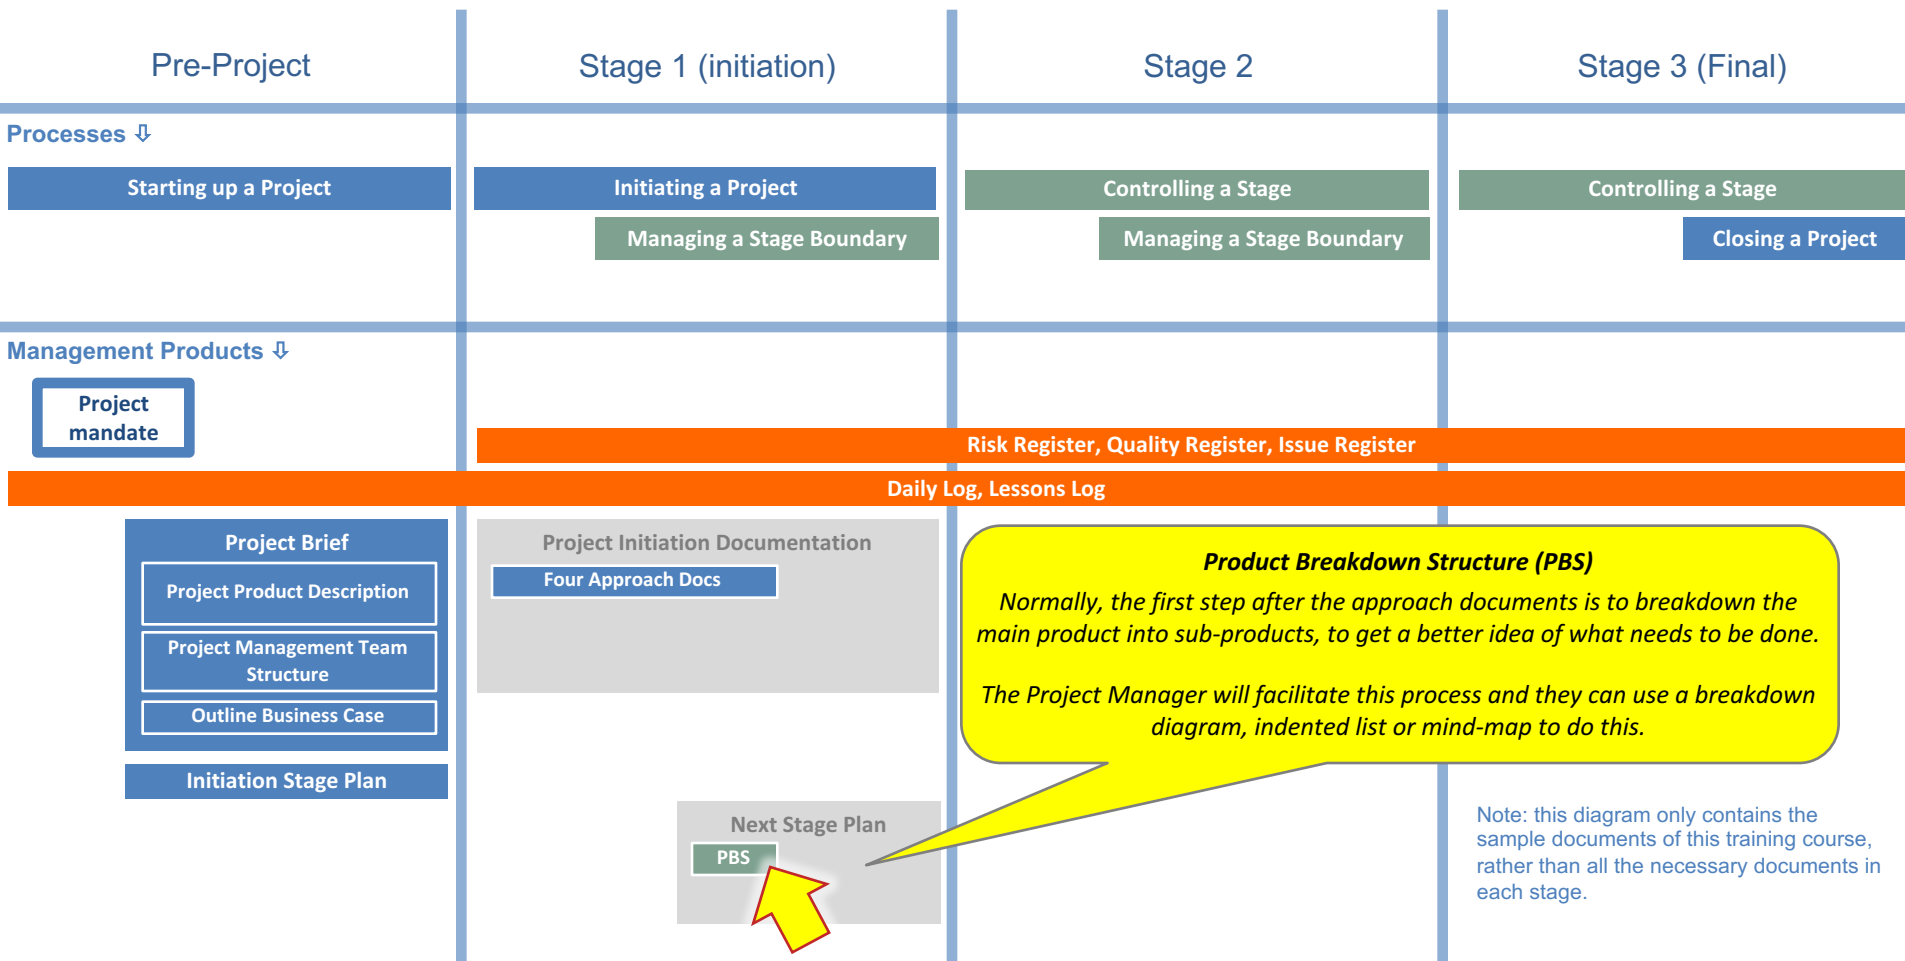 Pre-Project
Stage 1 (initiation)
Stage 2
Stage 3 (Final)
Processes ⇩
Starting up a Project
Initiating a Project
Controlling a Stage
Controlling a Stage
Managing a Stage Boundary
Managing a Stage Boundary
Closing a Project
Management Products ⇩
Project
mandate
Risk Register, Quality Register, Issue Register
Daily Log, Lessons Log
Project Brief
Project Product Description
Project Management Team
Structure
Outline Business Case
Initiation Stage Plan
Project Initiation Documentation
Four Approach Docs
Product Breakdown Structure (PBS)
Normally, the first step after the approach documents is to breakdown the
main product into sub-products, to get a better idea of what needs to be done.
The Project Manager will facilitate this process and they can use a breakdown
diagram, indented list or mind-map to do this.
Next Stage Plan
PBS
Note: this diagram only contains the
sample documents of this training course,
rather than all the necessary documents in
each stage.